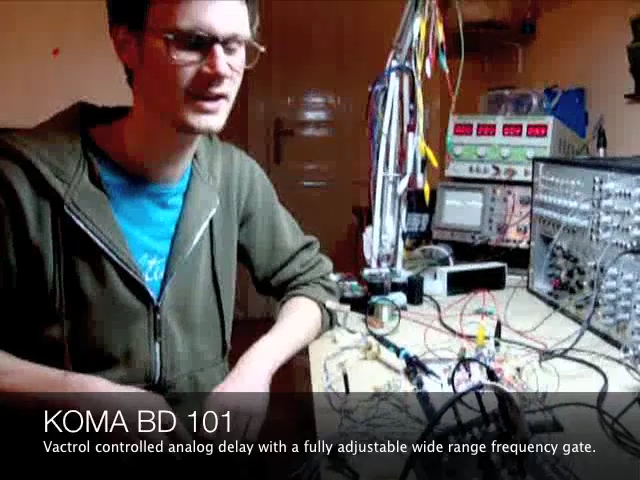 KOMA BD 101
Vactrol controlled analog delay with a fully adjustable wide range frequency gate.